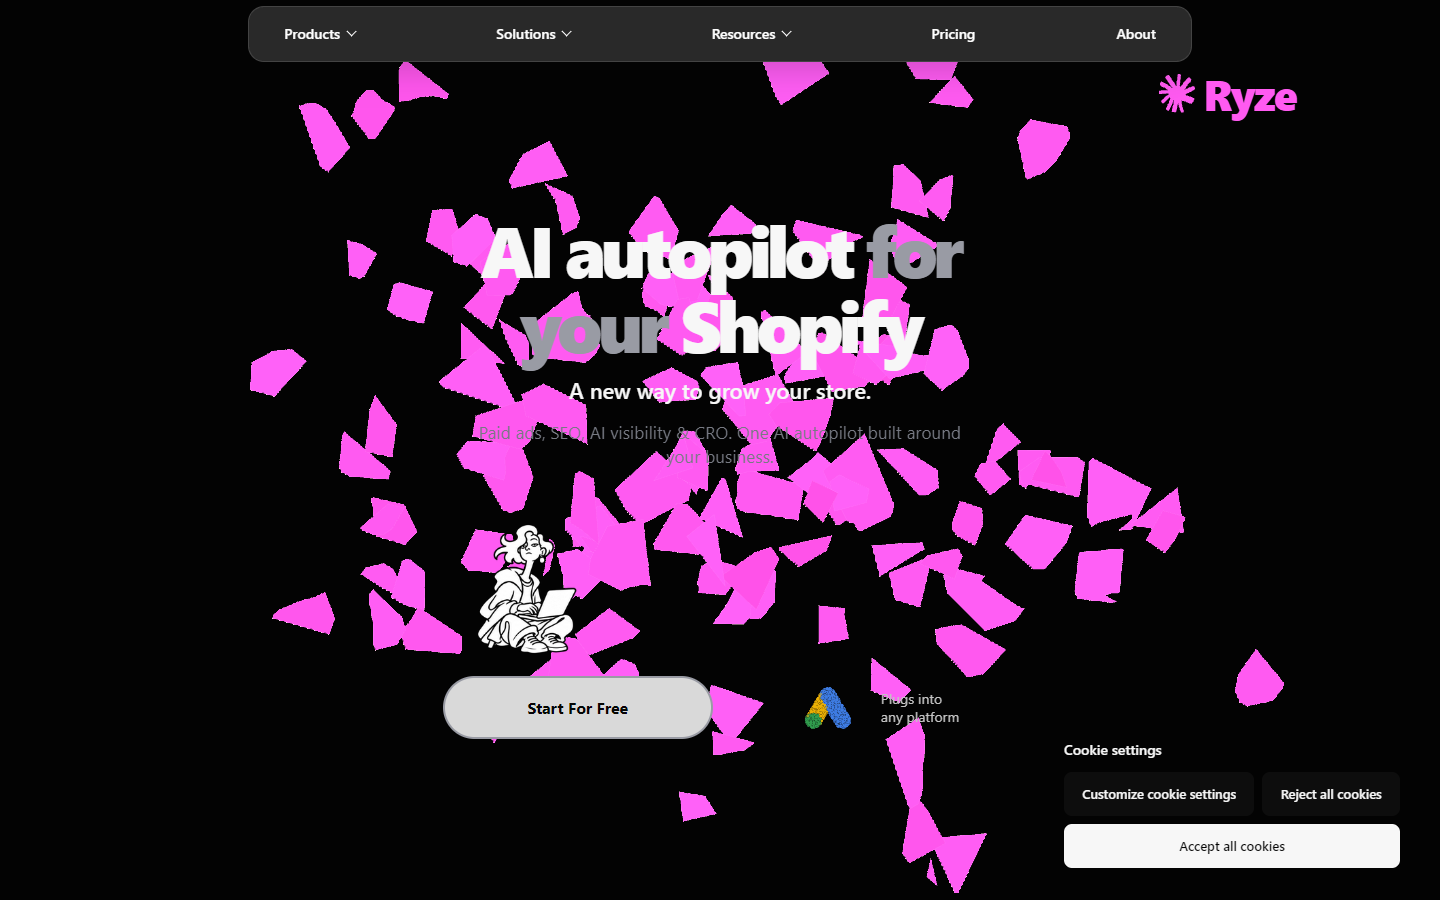 Products
Solutions
Resources
Pricing
About
Ryze
AI autopilot for
your Shopify
A new way to grow your store.
Paid ads, SEO, AI visibility & CRO. One AI autopilot built around
your business.
Start For Free
Plugs into
any platform
Cookie settings
Customize cookie settings
Reject all cookies
Accept all cookies